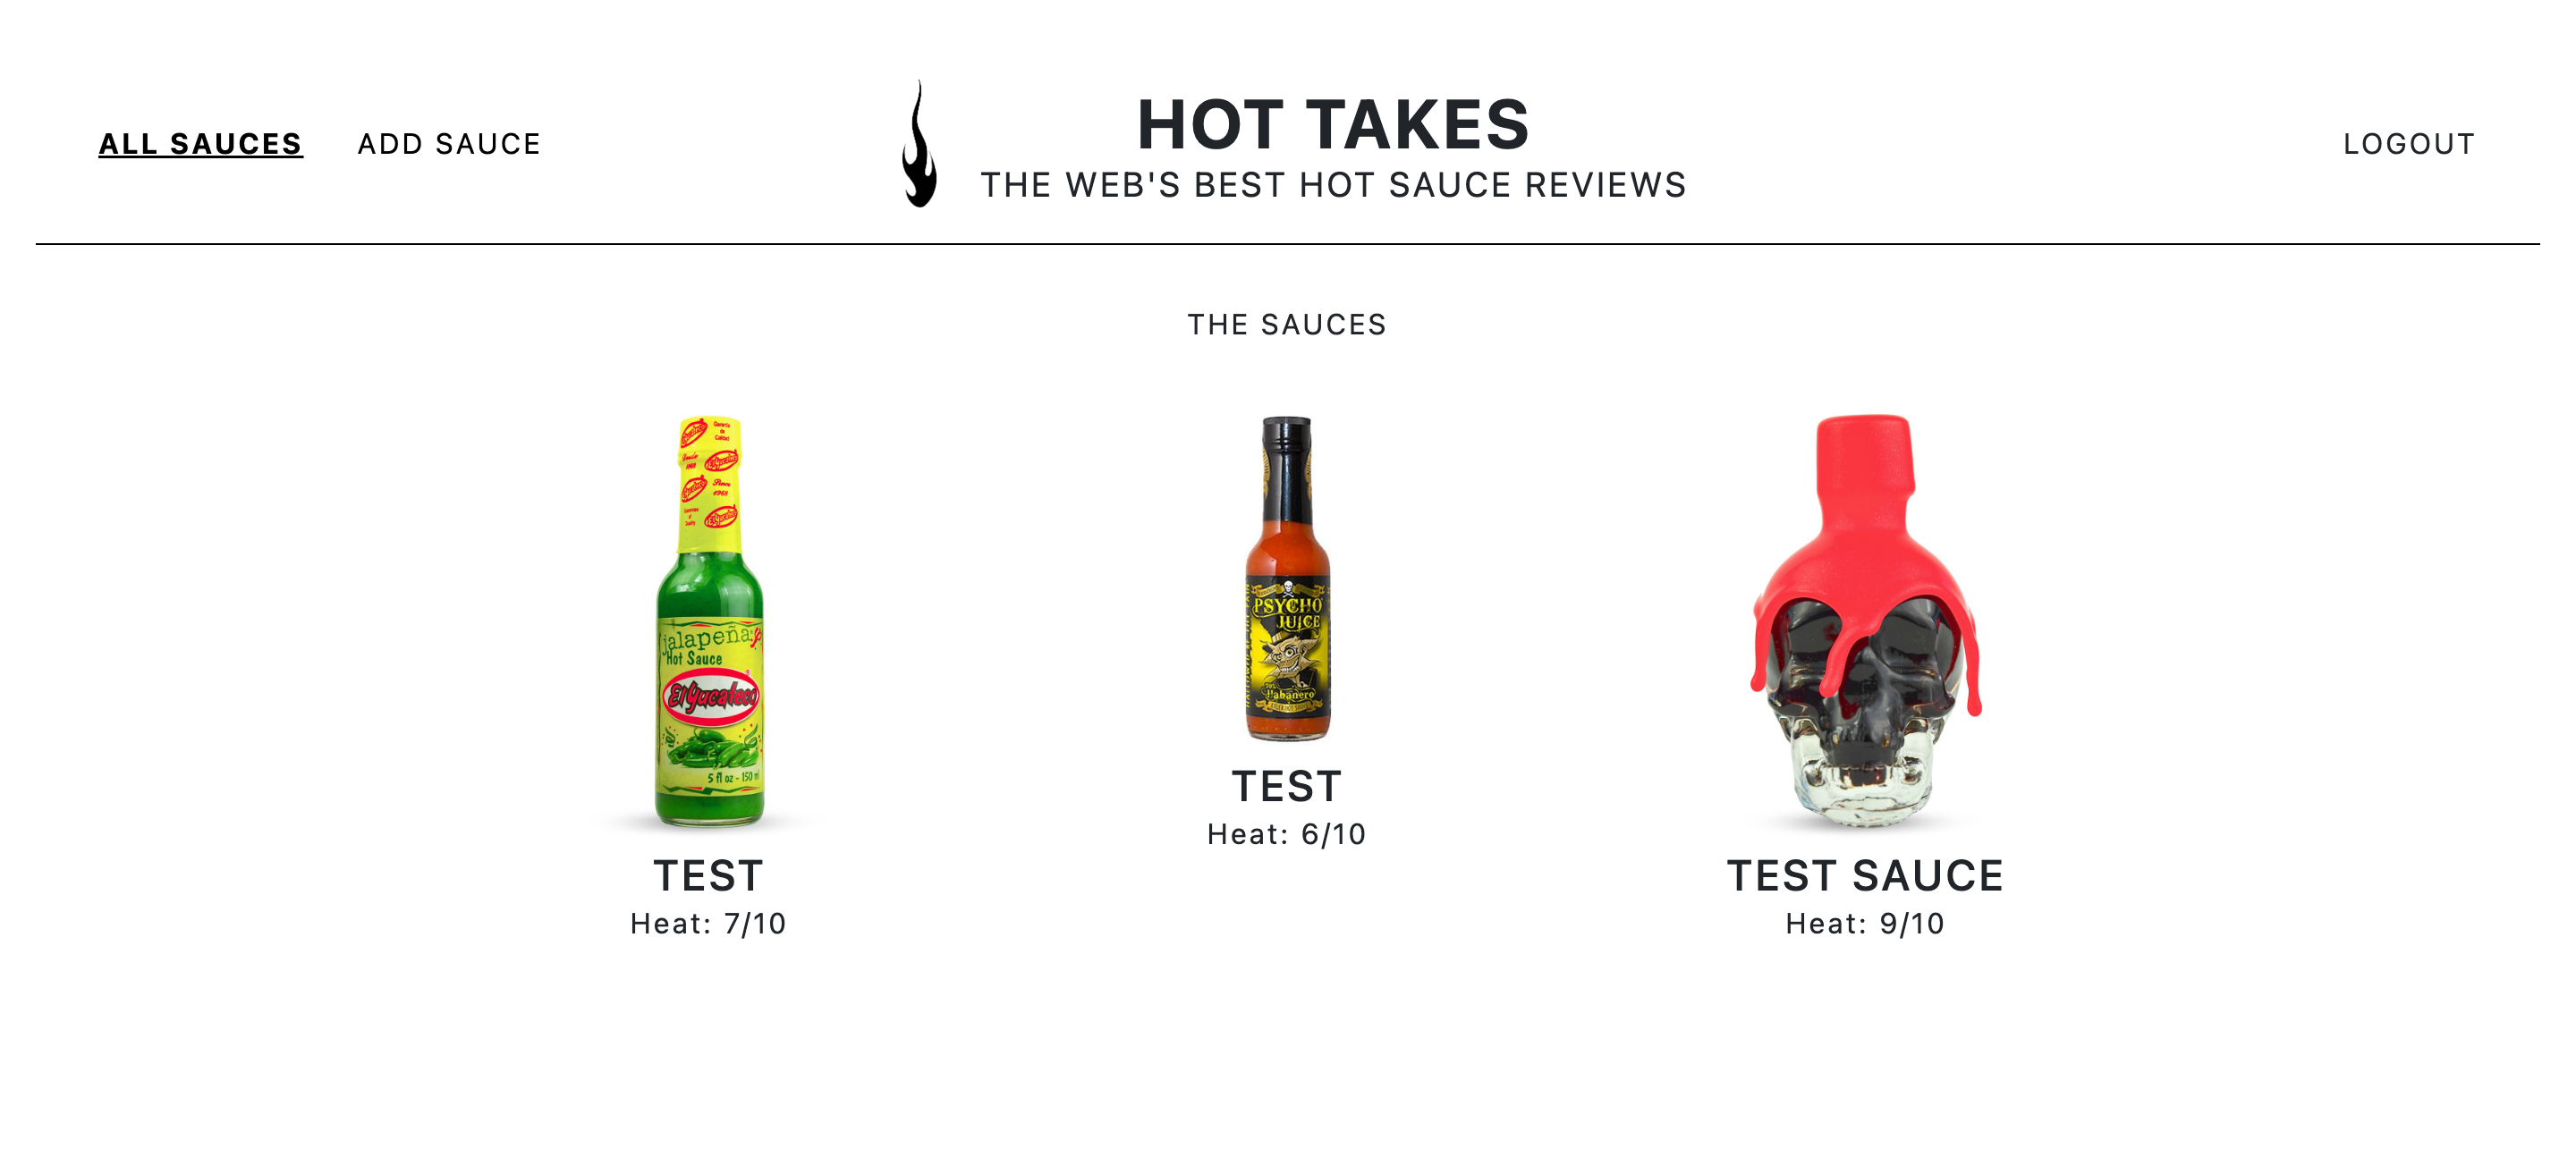 ALL SAUCES
ADD SAUCE
HOT TAKES
THE WEB'S BEST HOT SAUCE REVIEWS
LOGOUT
THE SAUCES
jalapeña
Hot Sauce
El Yucateco
5 fl oz - 150 ml
TEST
Heat: 7/10
PSYCHO
JUICE
Habanero
TEST
Heat: 6/10
TEST SAUCE
Heat: 9/10